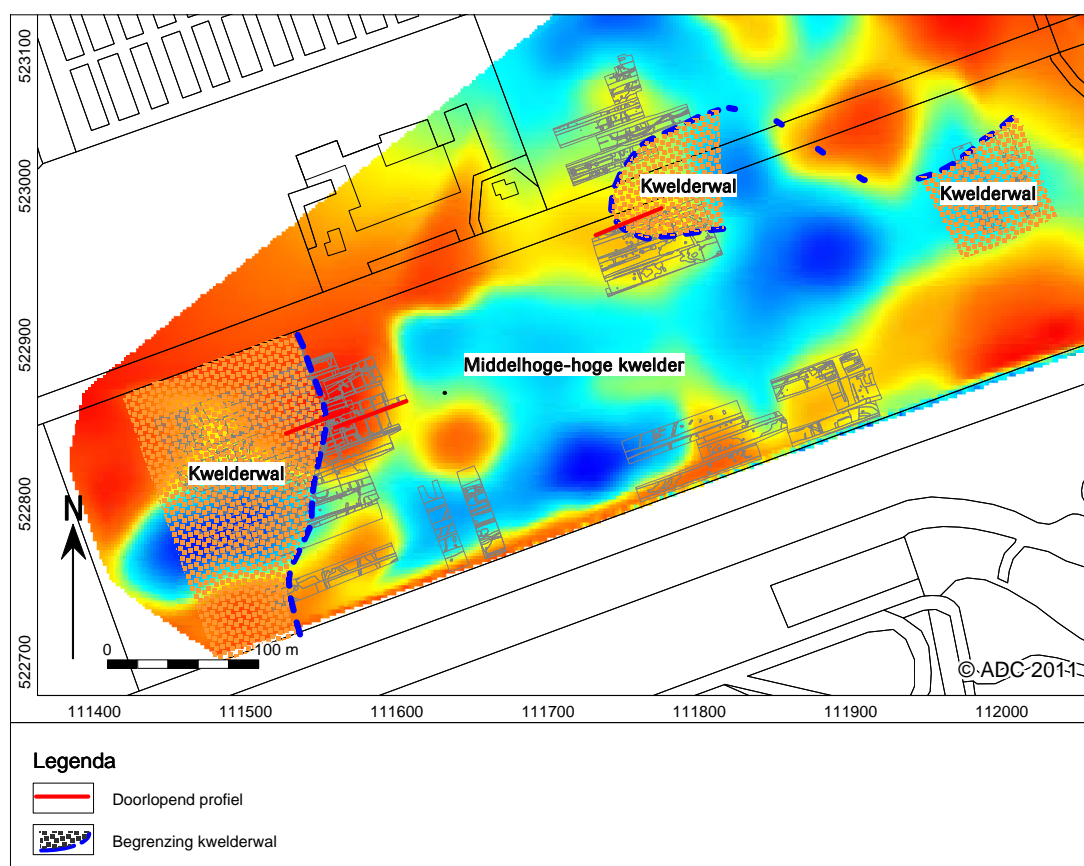 523100
523000
522900
522800
522700
Kwelderwal
Kwelderwal
Middelhoge-hoge kwelder
Kwelderwal
N
0 100 m
© ADC 2011
111400 111500 111600 111700 111800 111900 112000
Legenda
Doorlopend profiel
Begrenzing kwelderwal